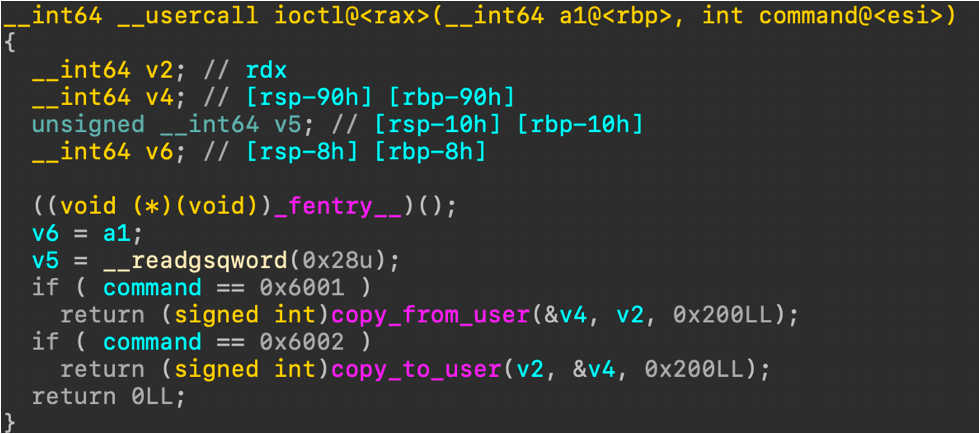 __int64 __usercall ioctl@<rax>(__int64 a1@<rbp>, int command@<esi>)
{
  __int64 v2; // rdx
  __int64 v4; // [rsp-90h] [rbp-90h]
  unsigned __int64 v5; // [rsp-10h] [rbp-10h]
  __int64 v6; // [rsp-8h] [rbp-8h]

  ((void (*)(void))_fentry__)();
  v6 = a1;
  v5 = __readgsqword(0x28u);
  if ( command == 0x6001 )
    return (signed int)copy_from_user(&v4, v2, 0x200LL);
  if ( command == 0x6002 )
    return (signed int)copy_to_user(v2, &v4, 0x200LL);
  return 0LL;
}